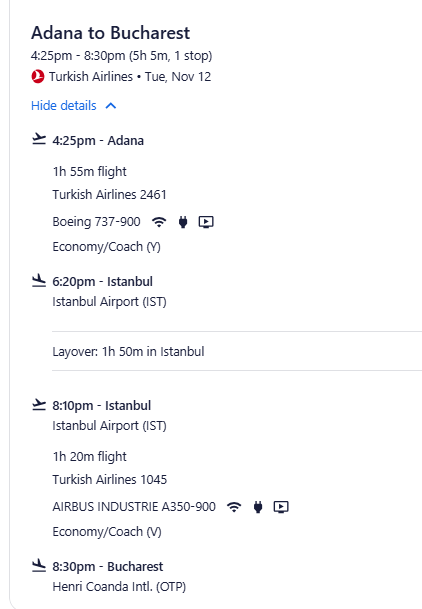 Adana to Bucharest
4:25pm - 8:30pm (5h 5m, 1 stop)
Turkish Airlines • Tue, Nov 12
Hide details
4:25pm - Adana
1h 55m flight
Turkish Airlines 2461
Boeing 737-900
Economy/Coach (Y)
6:20pm - Istanbul
Istanbul Airport (IST)
Layover: 1h 50m in Istanbul
8:10pm - Istanbul
Istanbul Airport (IST)
1h 20m flight
Turkish Airlines 1045
AIRBUS INDUSTRIE A350-900
Economy/Coach (V)
8:30pm - Bucharest
Henri Coanda Intl. (OTP)